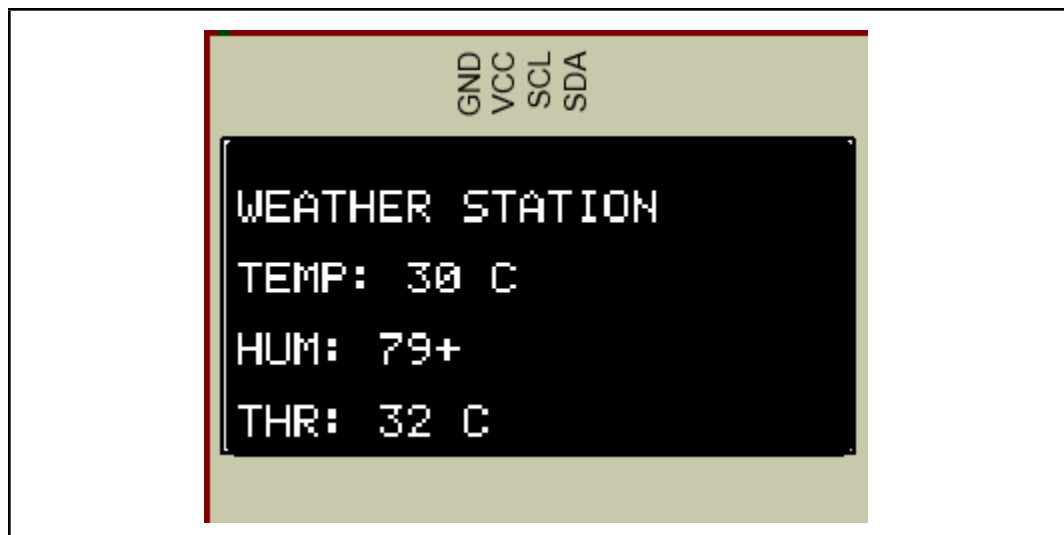 GND
VCC
SCL
SDA
WEATHER STATION
TEMP: 30 C
HUM: 79+
THR: 32 C